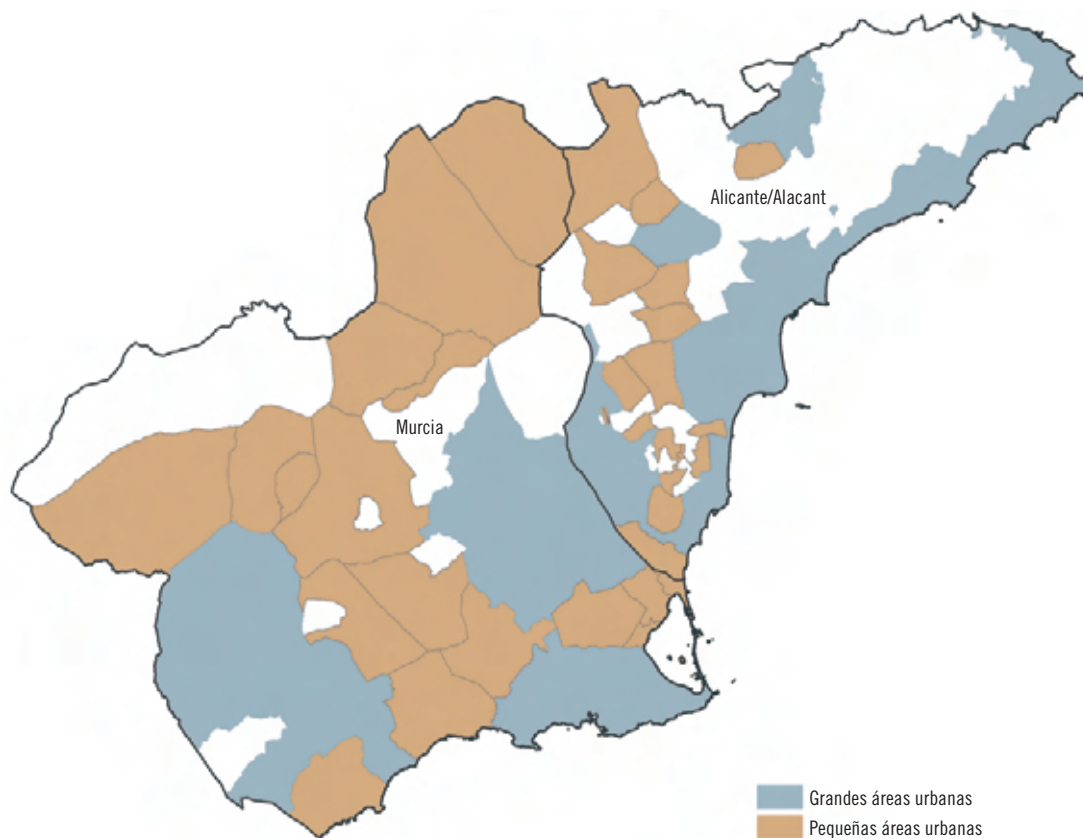 Alicante/Alacant
Murcia
Grandes áreas urbanas
Pequeñas áreas urbanas